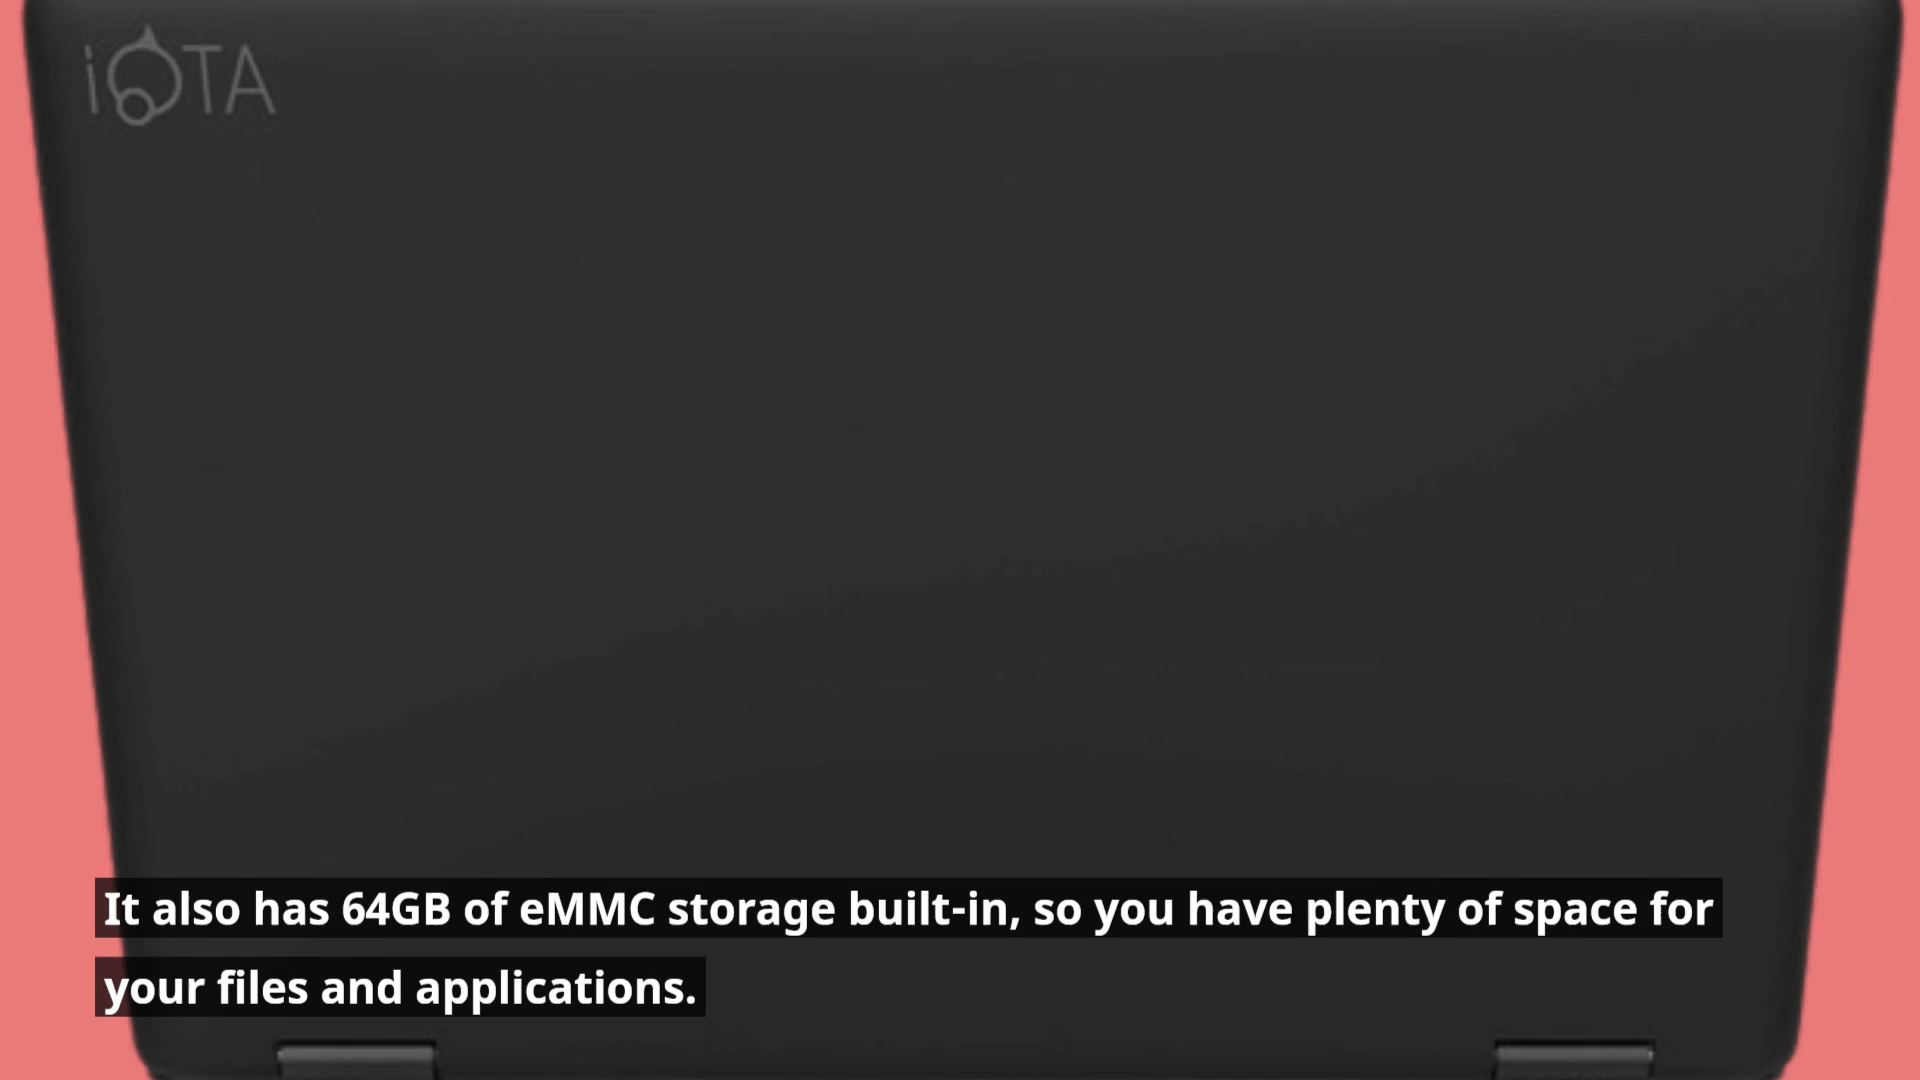 iOTA
It also has 64GB of eMMC storage built-in, so you have plenty of space for
your files and applications.